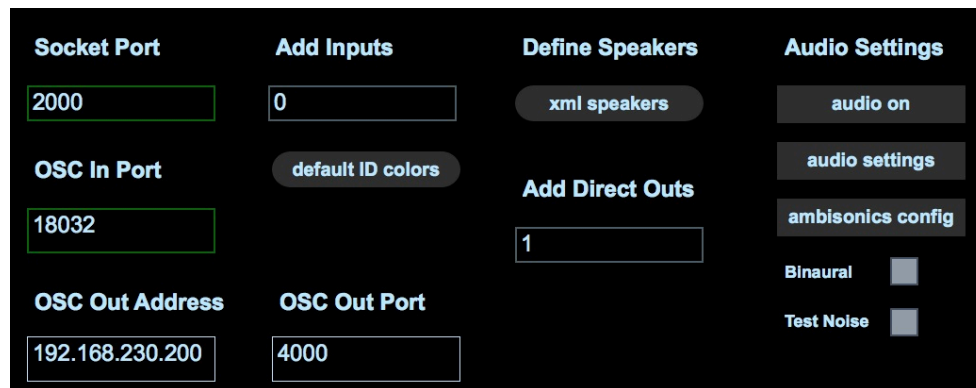 Socket Port
Add Inputs
Define Speakers
Audio Settings
2000
0
xml speakers
audio on
OSC In Port
default ID colors
audio settings
Add Direct Outs
18032
ambisonics config
1
Binaural
OSC Out Address
OSC Out Port
Test Noise
192.168.230.200
4000